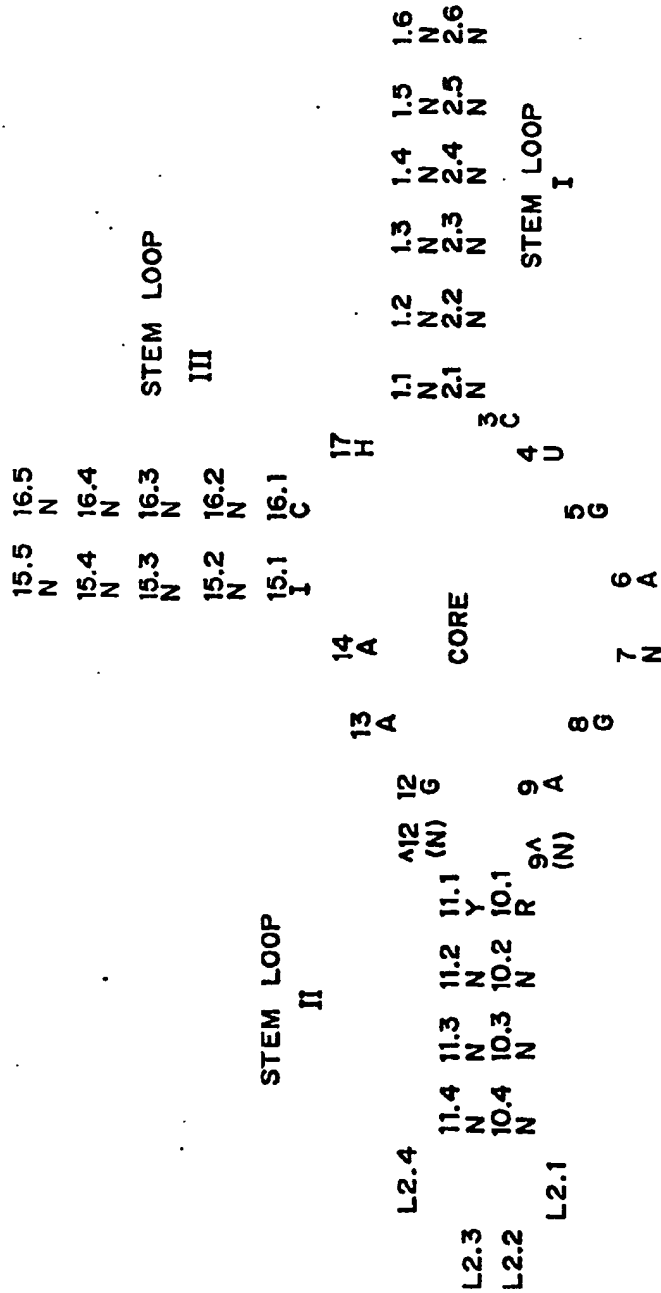 15.5 16.5
N N
15.4 16.4
N N
15.3 16.3
N N
15.2 16.2
N N
15.1 16.1
I C
STEM LOOP
III
STEM LOOP
II
14
A
17
H
13
A
^12 12
(N) G
1.1 1.2 1.3 1.4 1.5 1.6
N N N N N N
2.1 2.2 2.3 2.4 2.5 2.6
N N N N N N
STEM LOOP
I
CORE
L2.4
L2.3
L2.2
L2.1
11.4 11.3 11.2 11.1
N N N Y
10.4 10.3 10.2 10.1
N N N R
9^ 9
(N) A
3
C
4
U
8
G
5
G
7
N
6
A